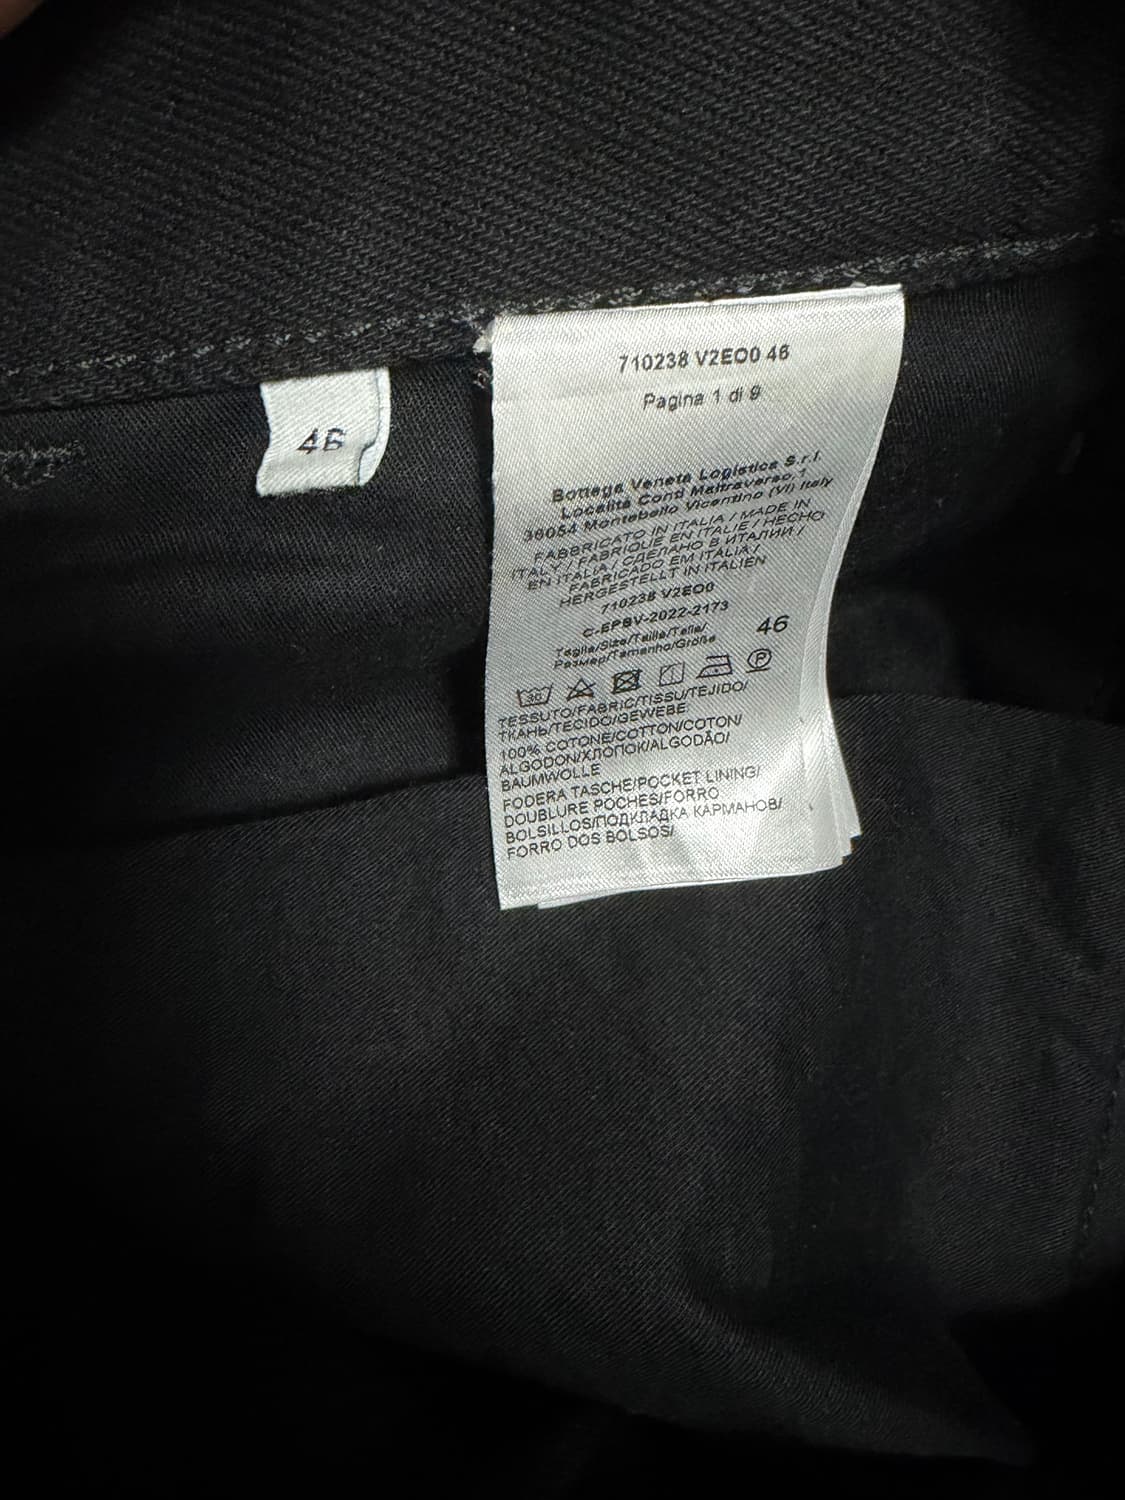 46
710238 V2EO0 46
Pagina 1 di 9
Bottega Veneta Logistica S.r.l.
Località Conti Maltraverso, 1
36054 Montebello Vicentino (VI) Italy
FABBRICATO IN ITALIA / MADE IN
ITALY / FABRIQUE EN ITALIE / HECHO
EN ITALIA / СДЕЛАНО В ИТАЛИИ /
FABRICADO EM ITALIA /
HERGESTELLT IN ITALIEN
710238 V2EO0
C-EPBV-2022-2173
Taglia/Size/Taille/Talla/
Размер/Tamanho/Größe 46
30 P
TESSUTO/FABRIC/TISSU/TEJIDO/
ТКАНЬ/TECIDO/GEWEBE
100% COTONE/COTTON/COTON/
ALGODON/ХЛОПОК/ALGODÃO/
BAUMWOLLE
FODERA TASCHE/POCKET LINING/
DOUBLURE POCHES/FORRO
BOLSILLOS/ПОДКЛАДКА КАРМАНОВ/
FORRO DOS BOLSOS/